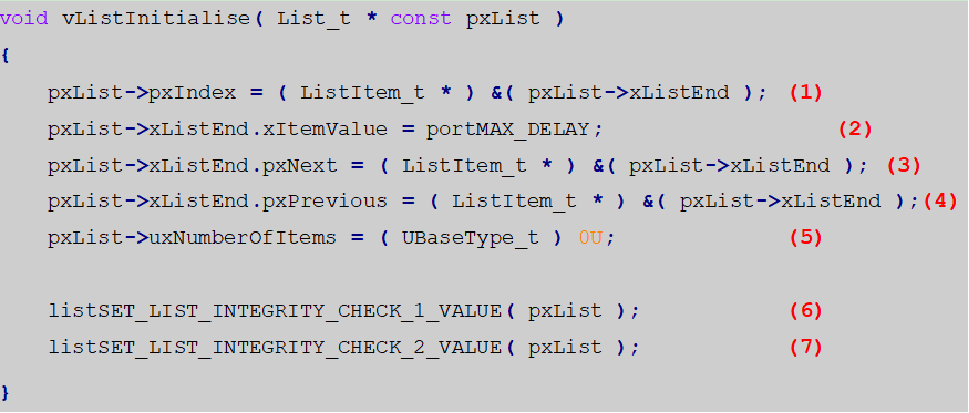 void vListInitialise( List_t * const pxList )
{
pxList->pxIndex = ( ListItem_t * ) &( pxList->xListEnd ); (1)
pxList->xListEnd.xItemValue = portMAX_DELAY; (2)
pxList->xListEnd.pxNext = ( ListItem_t * ) &( pxList->xListEnd ); (3)
pxList->xListEnd.pxPrevious = ( ListItem_t * ) &( pxList->xListEnd );(4)
pxList->uxNumberOfItems = ( UBaseType_t ) 0U; (5)
listSET_LIST_INTEGRITY_CHECK_1_VALUE( pxList ); (6)
listSET_LIST_INTEGRITY_CHECK_2_VALUE( pxList ); (7)
}